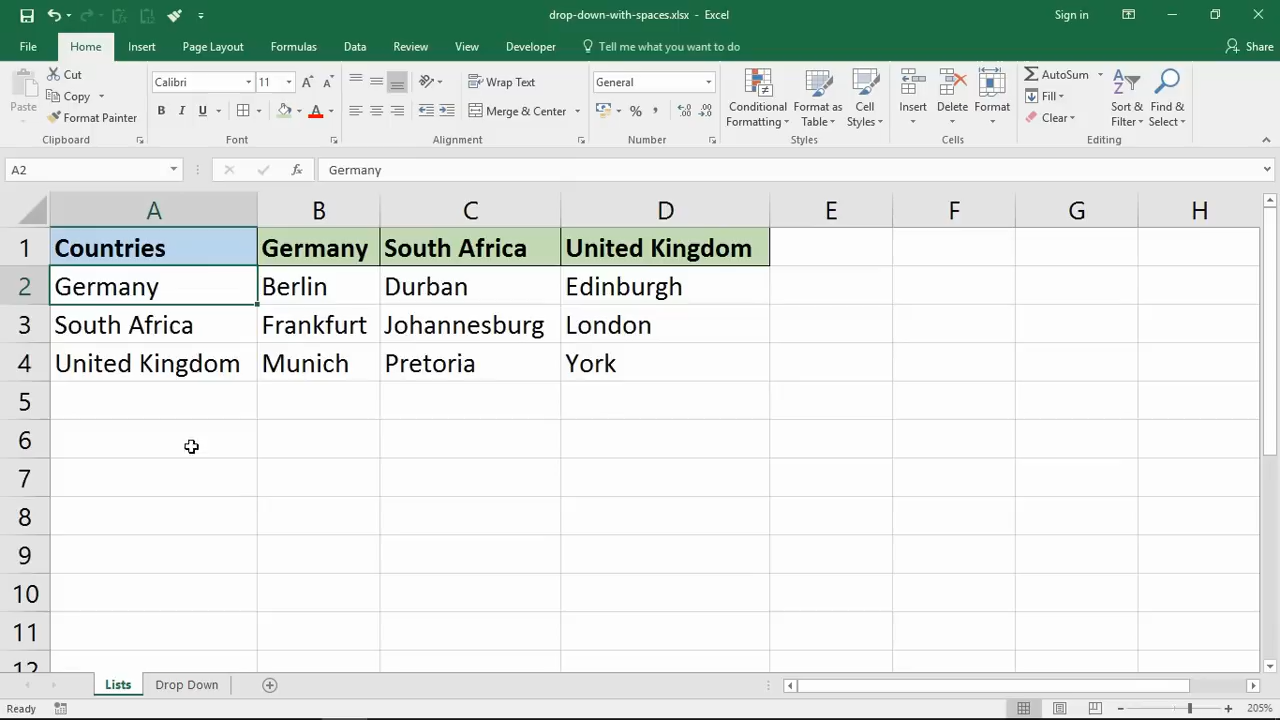 drop-down-with-spaces.xlsx - Excel
Sign in
File Home Insert Page Layout Formulas Data Review View Developer Tell me what you want to do Share
Paste
Cut
Copy
Format Painter
Clipboard
Calibri 11
B I U
Font
Wrap Text
Merge & Center
Alignment
General
Number
Conditional Formatting
Format as Table
Cell Styles
Styles
Insert Delete Format
Cells
AutoSum
Fill
Clear
Sort & Filter
Find & Select
Editing
A2 fx Germany
A B C D E F G H
1 Countries Germany South Africa United Kingdom
2 Germany Berlin Durban Edinburgh
3 South Africa Frankfurt Johannesburg London
4 United Kingdom Munich Pretoria York
5
6
7
8
9
10
11
12
Lists Drop Down
Ready 205%